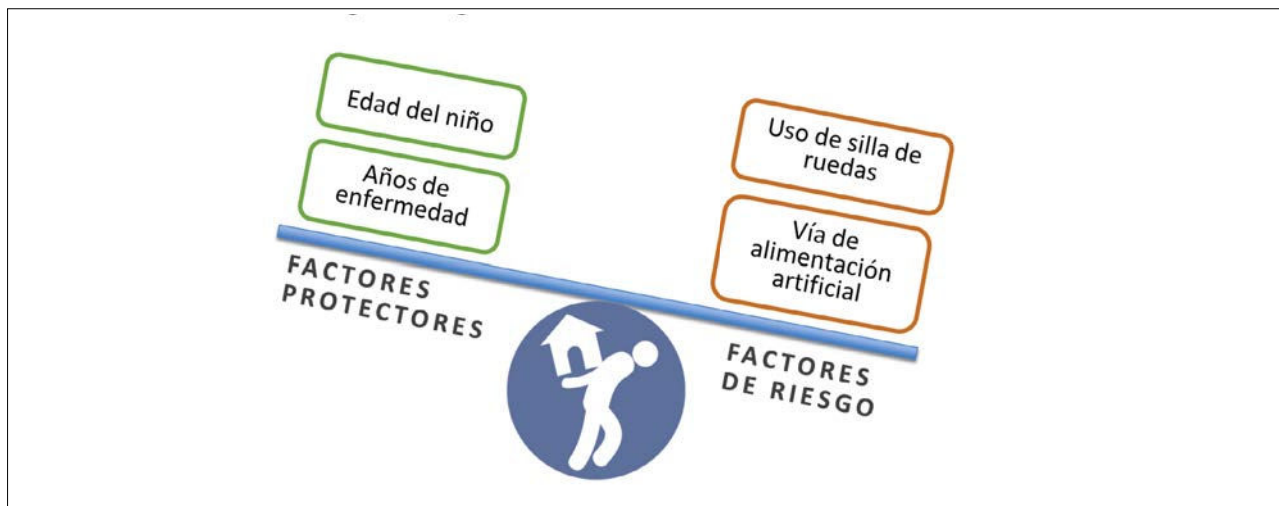 Edad del niño
Años de
enfermedad
FACTORES
PROTECTORES
Uso de silla de
ruedas
Vía de
alimentación
artificial
FACTORES
DE RIESGO